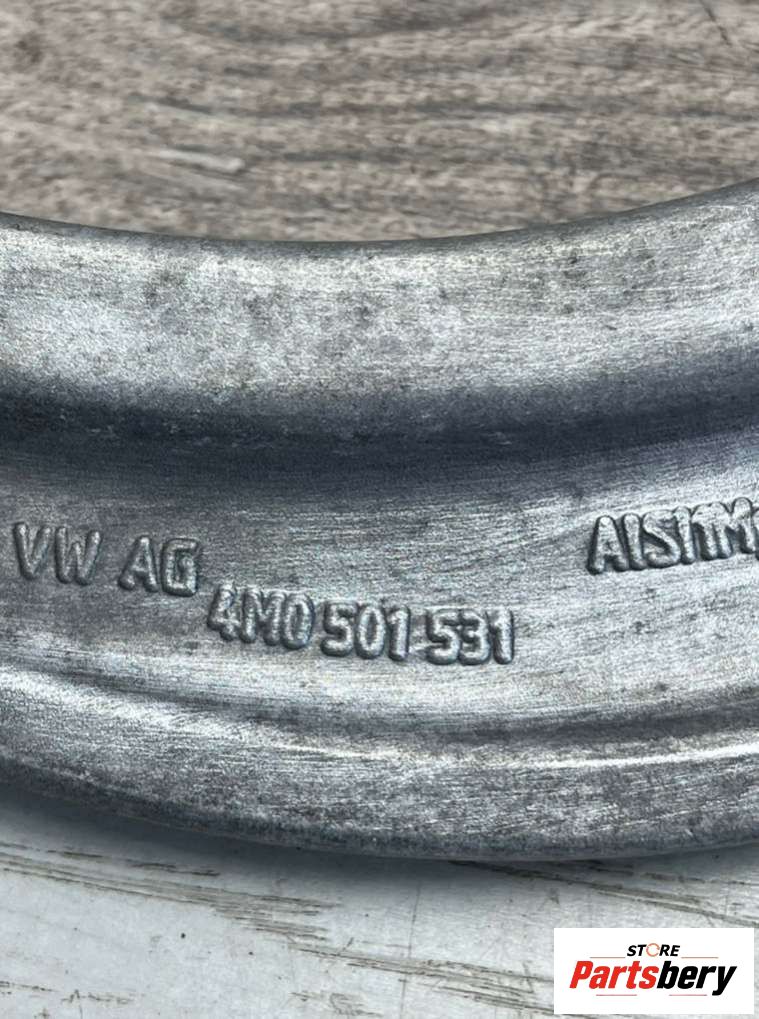 VW AG
4M0 501 531
STORE
Partsbery